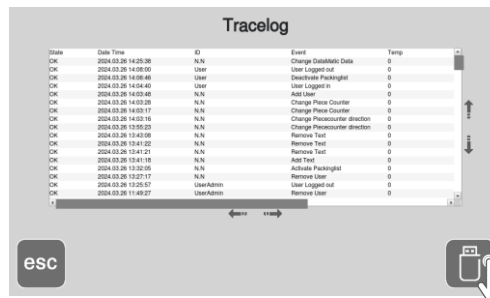 Tracelog
State Date Time ID Event Temp
OK 2024.03.26 14:25:38 N.N Change DataMatic Data 0
OK 2024.03.26 14:08:00 User User Logged out 0
OK 2024.03.26 14:06:46 User Deactivate Packinglist 0
OK 2024.03.26 14:04:40 User User Logged in 0
OK 2024.03.26 14:03:48 N.N Add User 0
OK 2024.03.26 14:03:28 N.N Change Piece Counter 0
OK 2024.03.26 14:03:17 N.N Change Piece Counter 0
OK 2024.03.26 14:03:16 N.N Change Piececounter direction 0
OK 2024.03.26 13:55:23 N.N Change Piececounter direction 0
OK 2024.03.26 13:43:08 N.N Remove Text 0
OK 2024.03.26 13:41:22 N.N Remove Text 0
OK 2024.03.26 13:41:21 N.N Remove Text 0
OK 2024.03.26 13:41:18 N.N Add Text 0
OK 2024.03.26 13:32:05 N.N Activate Packinglist 0
OK 2024.03.26 13:27:17 N.N Remove User 0
OK 2024.03.26 13:25:57 UserAdmin User Logged out 0
OK 2024.03.26 11:49:27 UserAdmin Remove User 0
esc